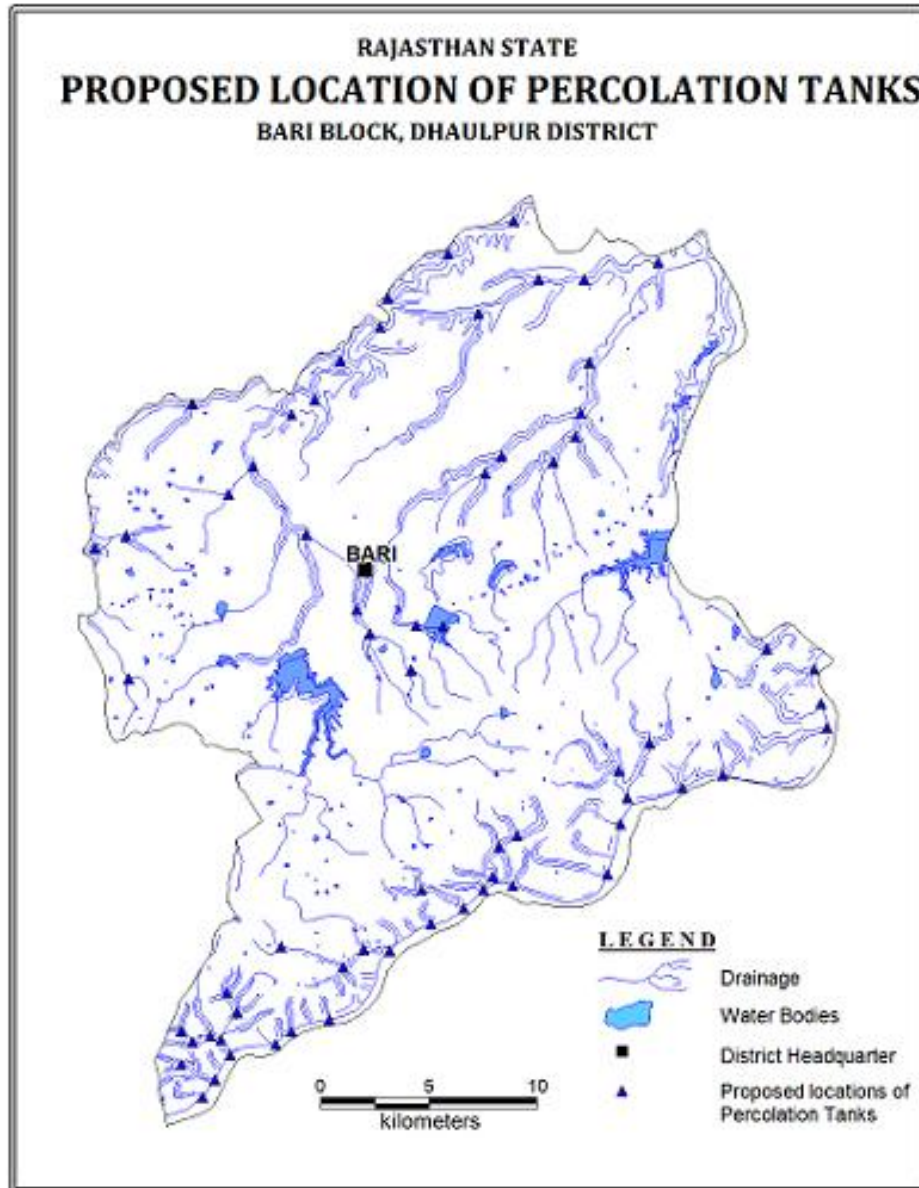 RAJASTHAN STATE
PROPOSED LOCATION OF PERCOLATION TANKS
BARI BLOCK, DHAULPUR DISTRICT
BARI
LEGEND
Drainage
Water Bodies
District Headquarter
Proposed locations of
Percolation Tanks
0 5 10
kilometers